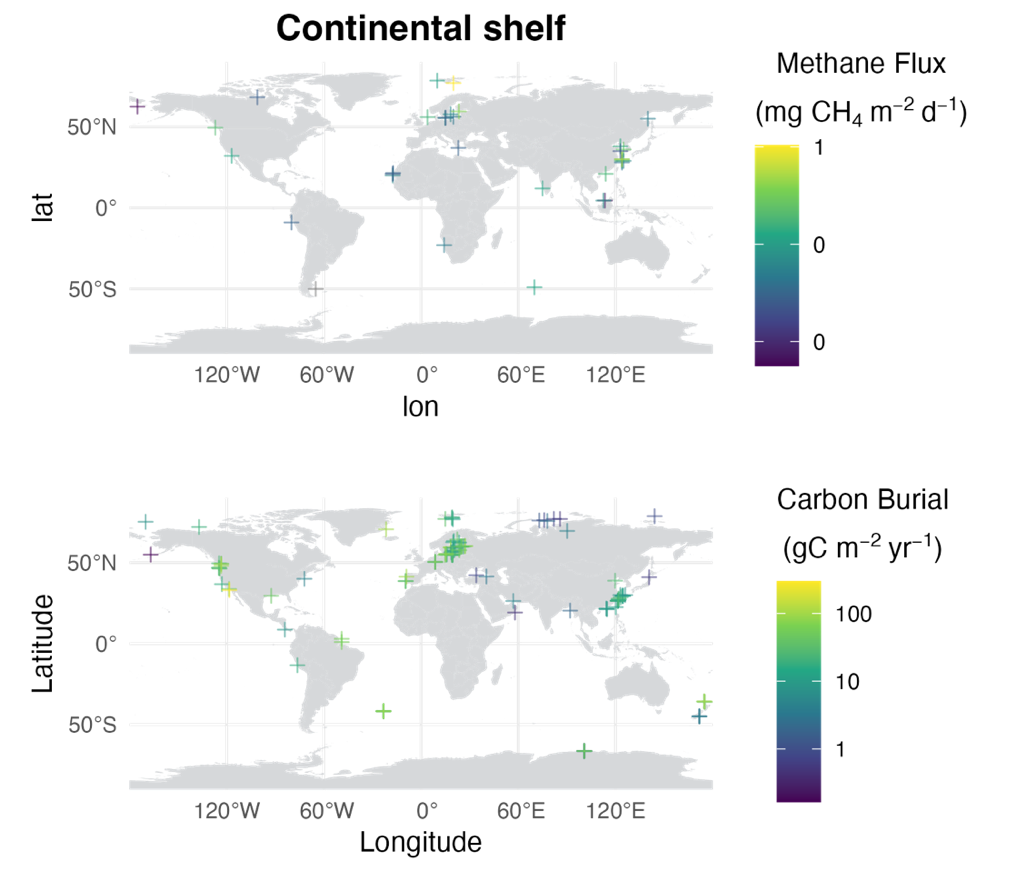 Continental shelf
Methane Flux
(mg CH₄ m⁻² d⁻¹)
1
0
0
50°N
0°
50°S
lat
120°W 60°W 0° 60°E 120°E
lon
Carbon Burial
(gC m⁻² yr⁻¹)
100
10
1
50°N
0°
50°S
Latitude
120°W 60°W 0° 60°E 120°E
Longitude